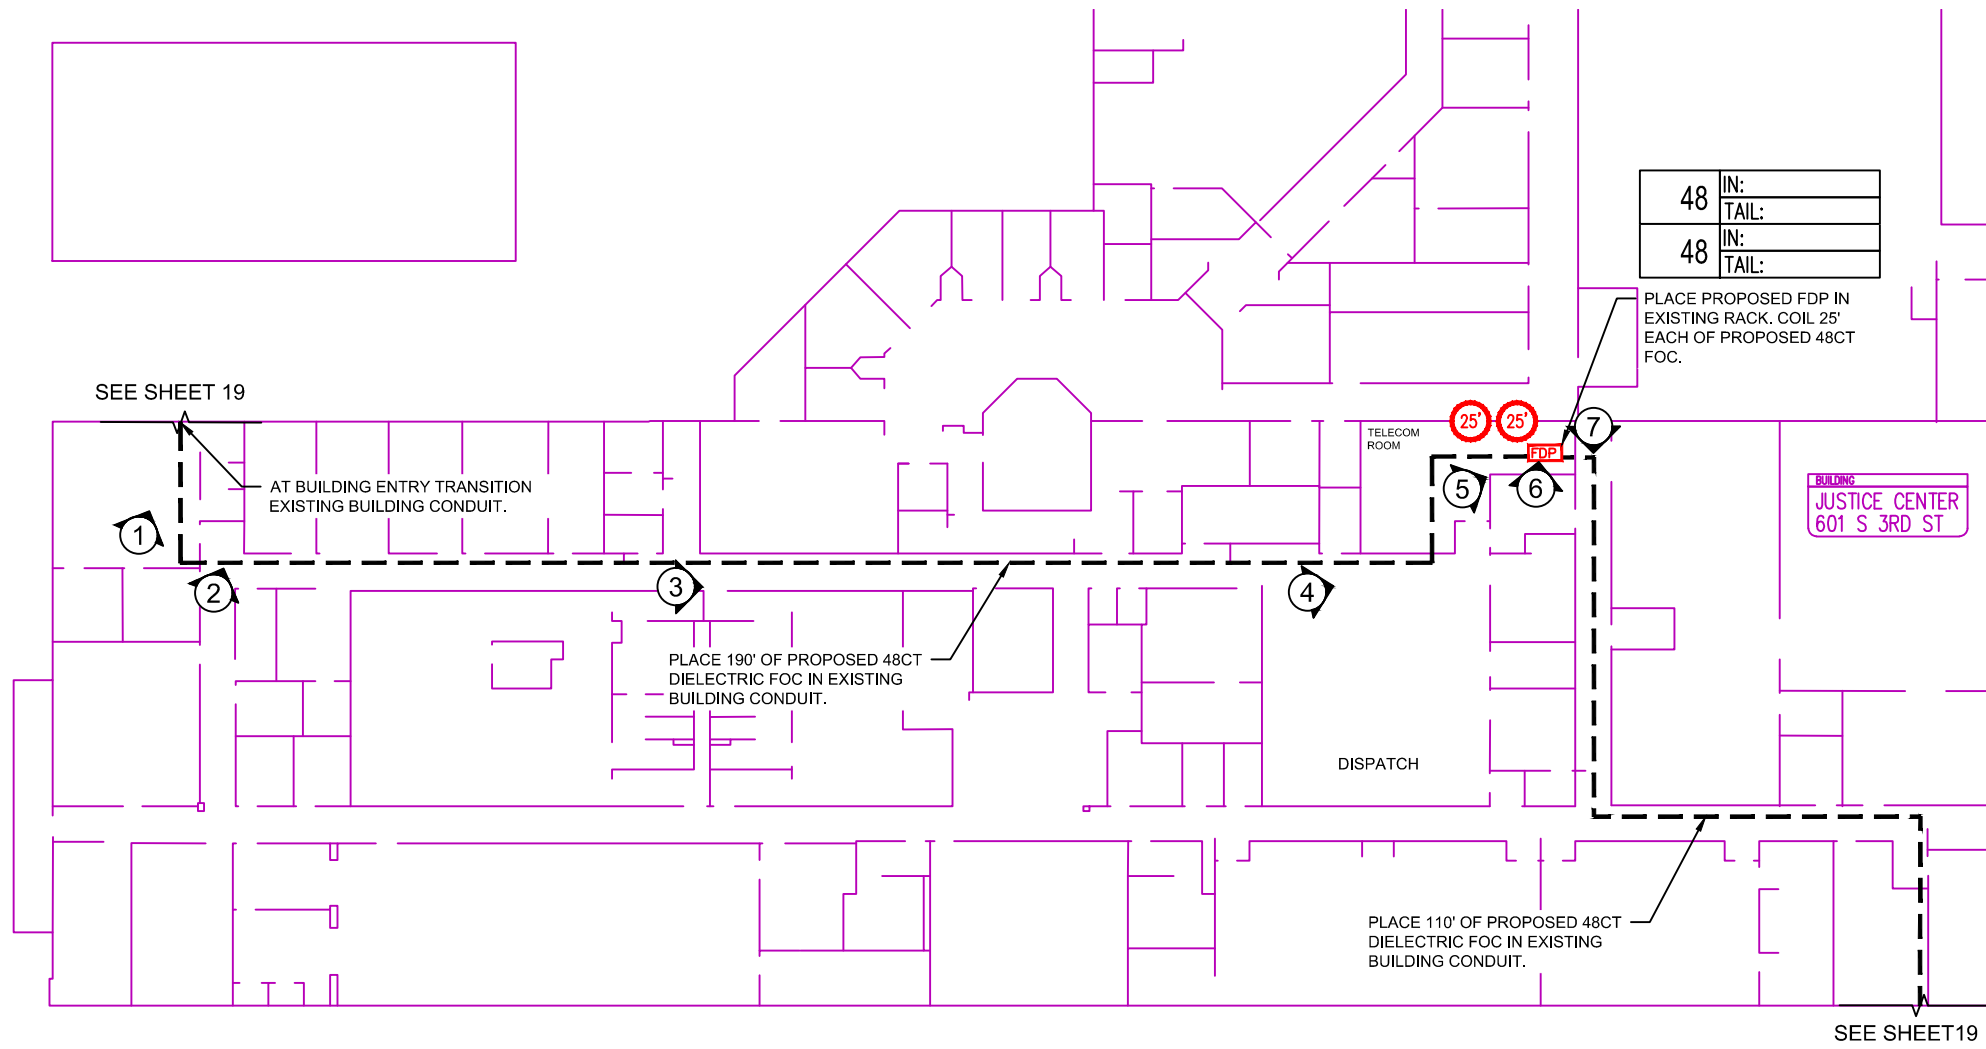 48
IN:
TAIL:
48
IN:
TAIL:
PLACE PROPOSED FDP IN
EXISTING RACK. COIL 25'
EACH OF PROPOSED 48CT
FOC.
SEE SHEET 19
25'
25'
7
TELECOM
ROOM
FDP
5
6
AT BUILDING ENTRY TRANSITION
EXISTING BUILDING CONDUIT.
BUILDING
JUSTICE CENTER
601 S 3RD ST
1
2
3
4
PLACE 190' OF PROPOSED 48CT
DIELECTRIC FOC IN EXISTING
BUILDING CONDUIT.
DISPATCH
PLACE 110' OF PROPOSED 48CT
DIELECTRIC FOC IN EXISTING
BUILDING CONDUIT.
SEE SHEET19